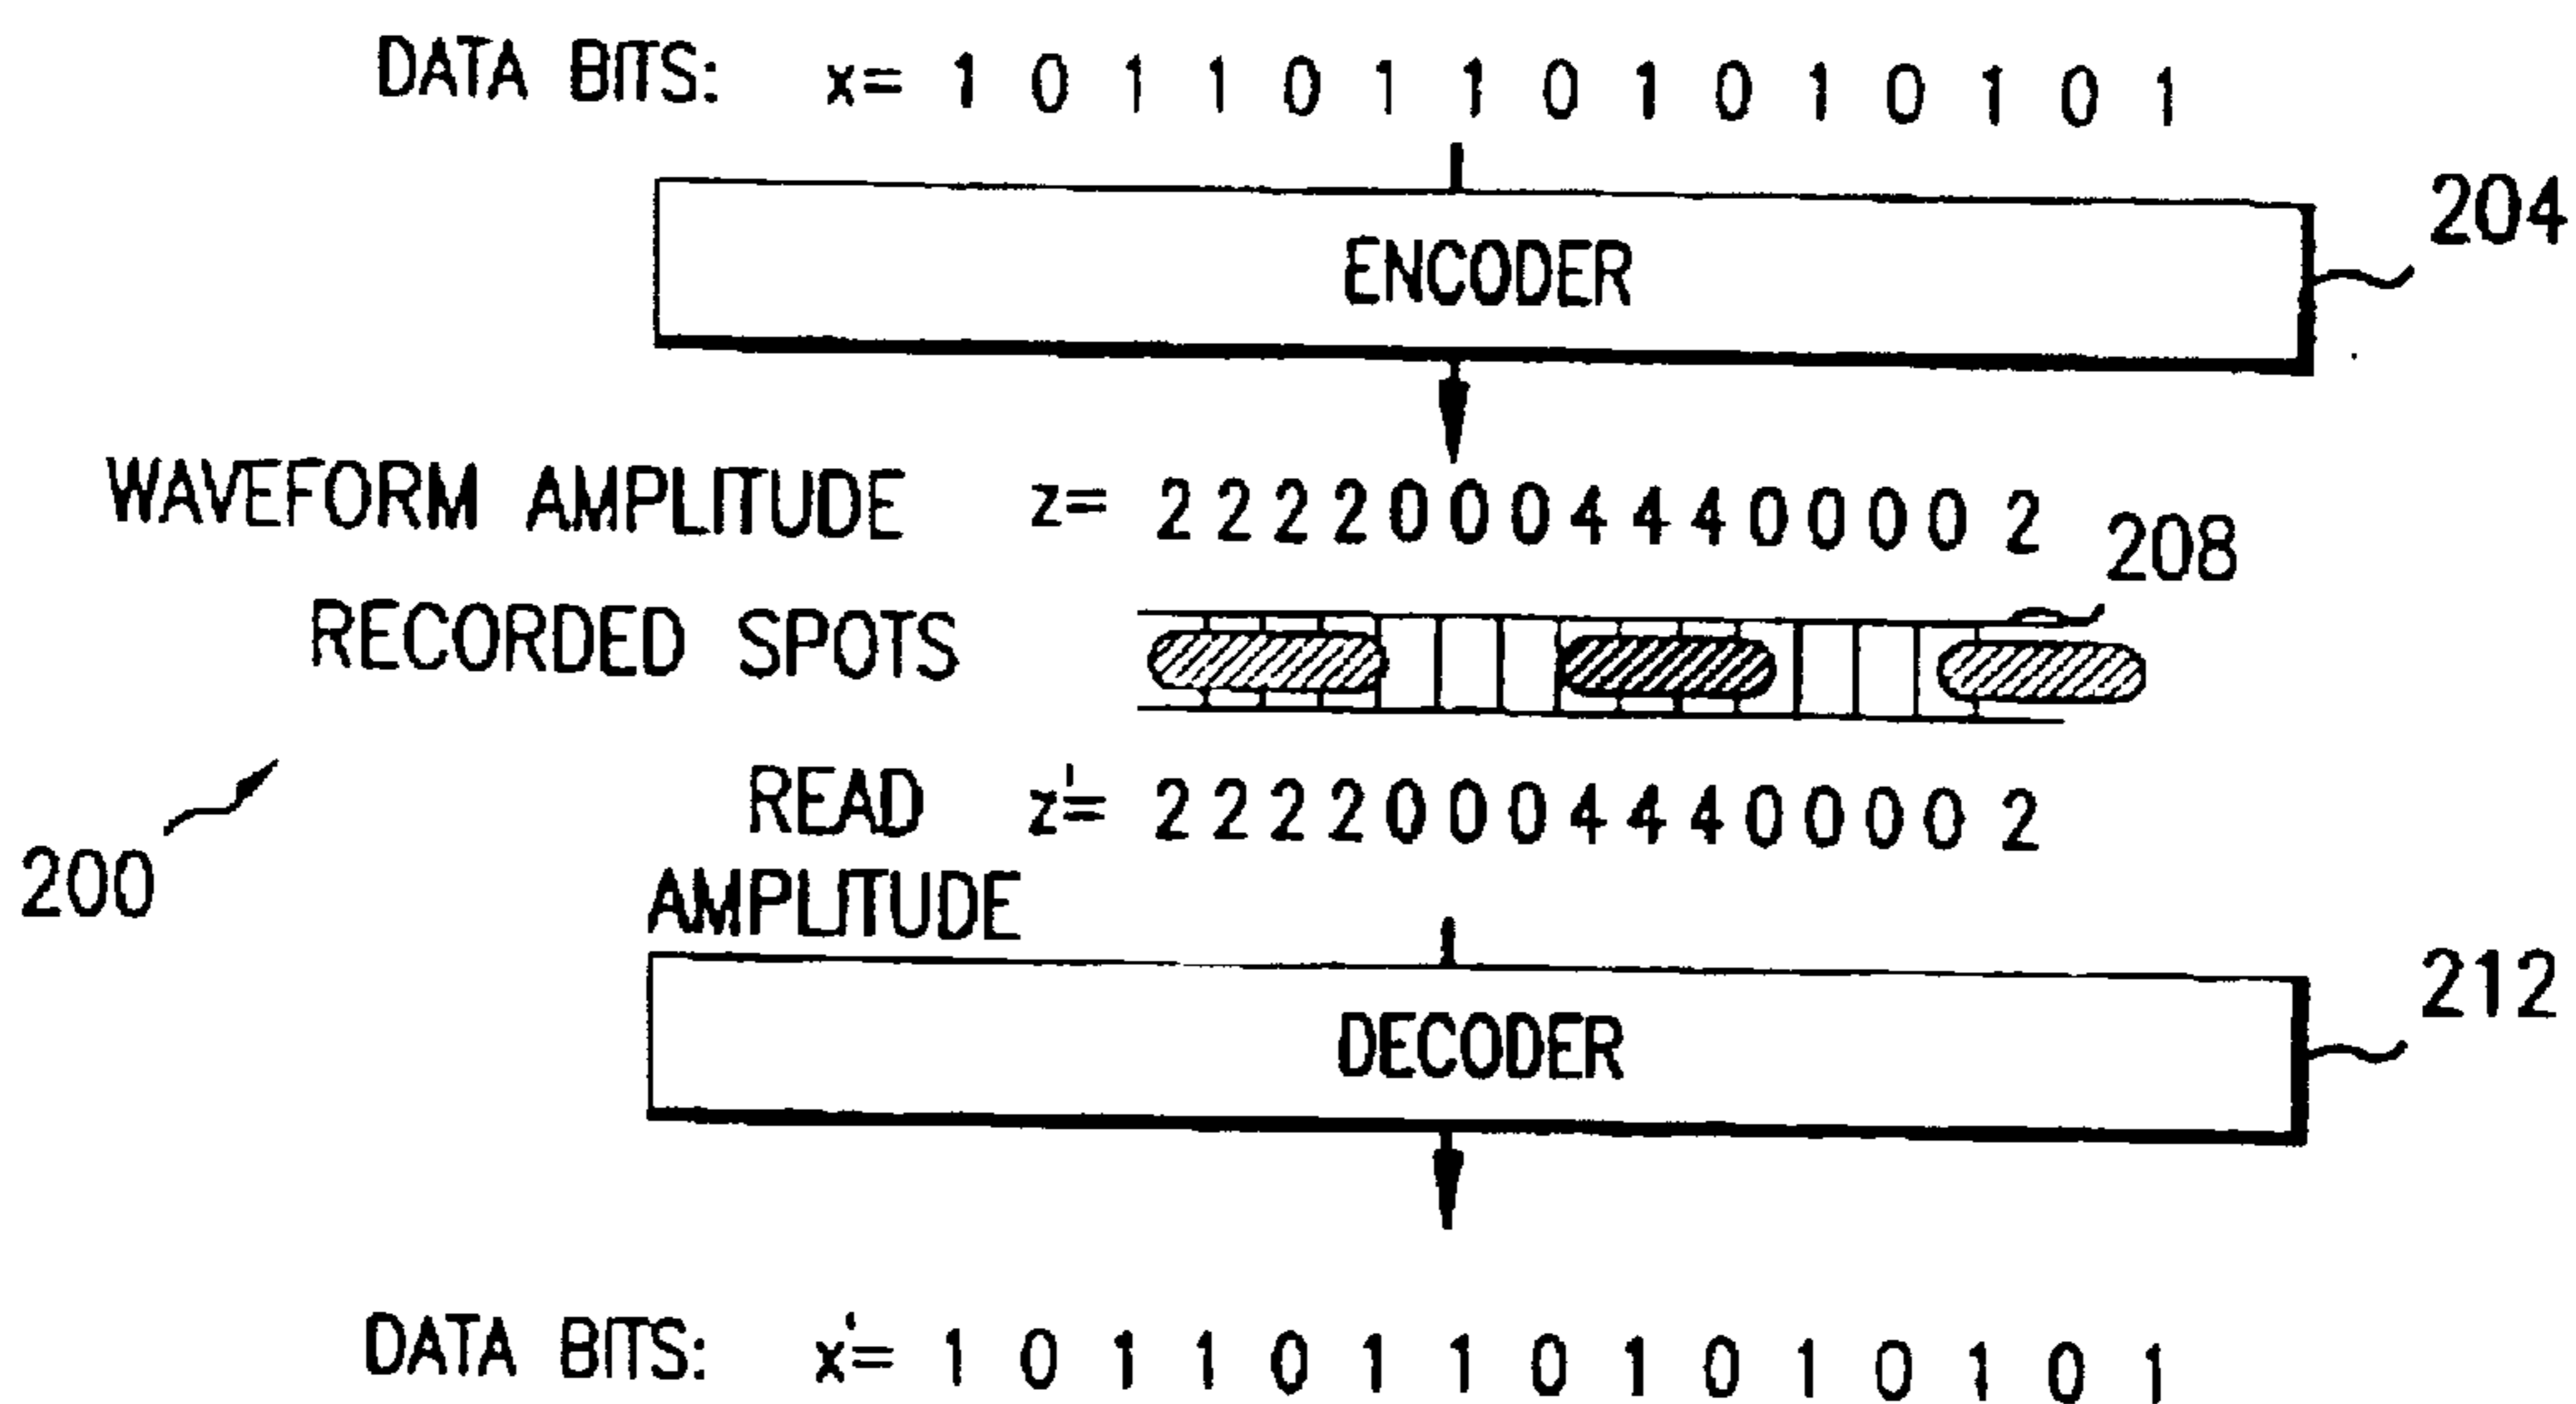 DATA BITS: x= 1 0 1 1 0 1 1 0 1 0 1 0 1 0 1
204
ENCODER
WAVEFORM AMPLITUDE z= 2 2 2 2 0 0 0 4 4 4 0 0 0 0 2
208
RECORDED SPOTS
READ z'= 2 2 2 2 0 0 0 4 4 4 0 0 0 0 2
AMPLITUDE
200
212
DECODER
DATA BITS: x'= 1 0 1 1 0 1 1 0 1 0 1 0 1 0 1